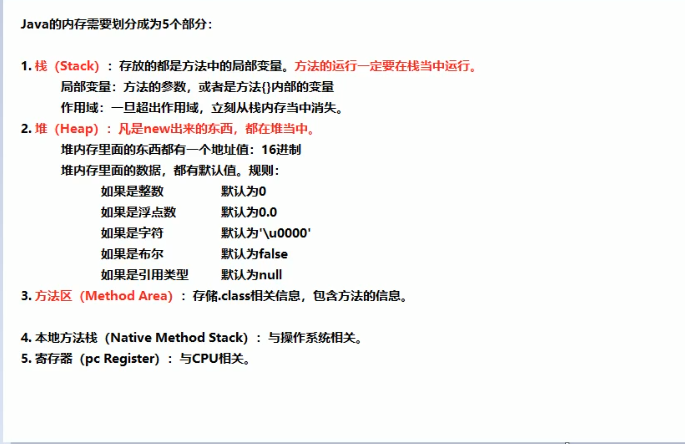 Java的内存需要划分成为5个部分：
1. 栈（Stack）：存放的都是方法中的局部变量。方法的运行一定要在栈当中运行。
局部变量：方法的参数，或者是方法{}内部的变量
作用域：一旦超出作用域，立刻从栈内存当中消失。
2. 堆（Heap）：凡是new出来的东西，都在堆当中。
堆内存里面的东西都有一个地址值：16进制
堆内存里面的数据，都有默认值。规则：
如果是整数 默认为0
如果是浮点数 默认为0.0
如果是字符 默认为'\u0000'
如果是布尔 默认为false
如果是引用类型 默认为null
3. 方法区（Method Area）：存储.class相关信息，包含方法的信息。
4. 本地方法栈（Native Method Stack）：与操作系统相关。
5. 寄存器（pc Register）：与CPU相关。